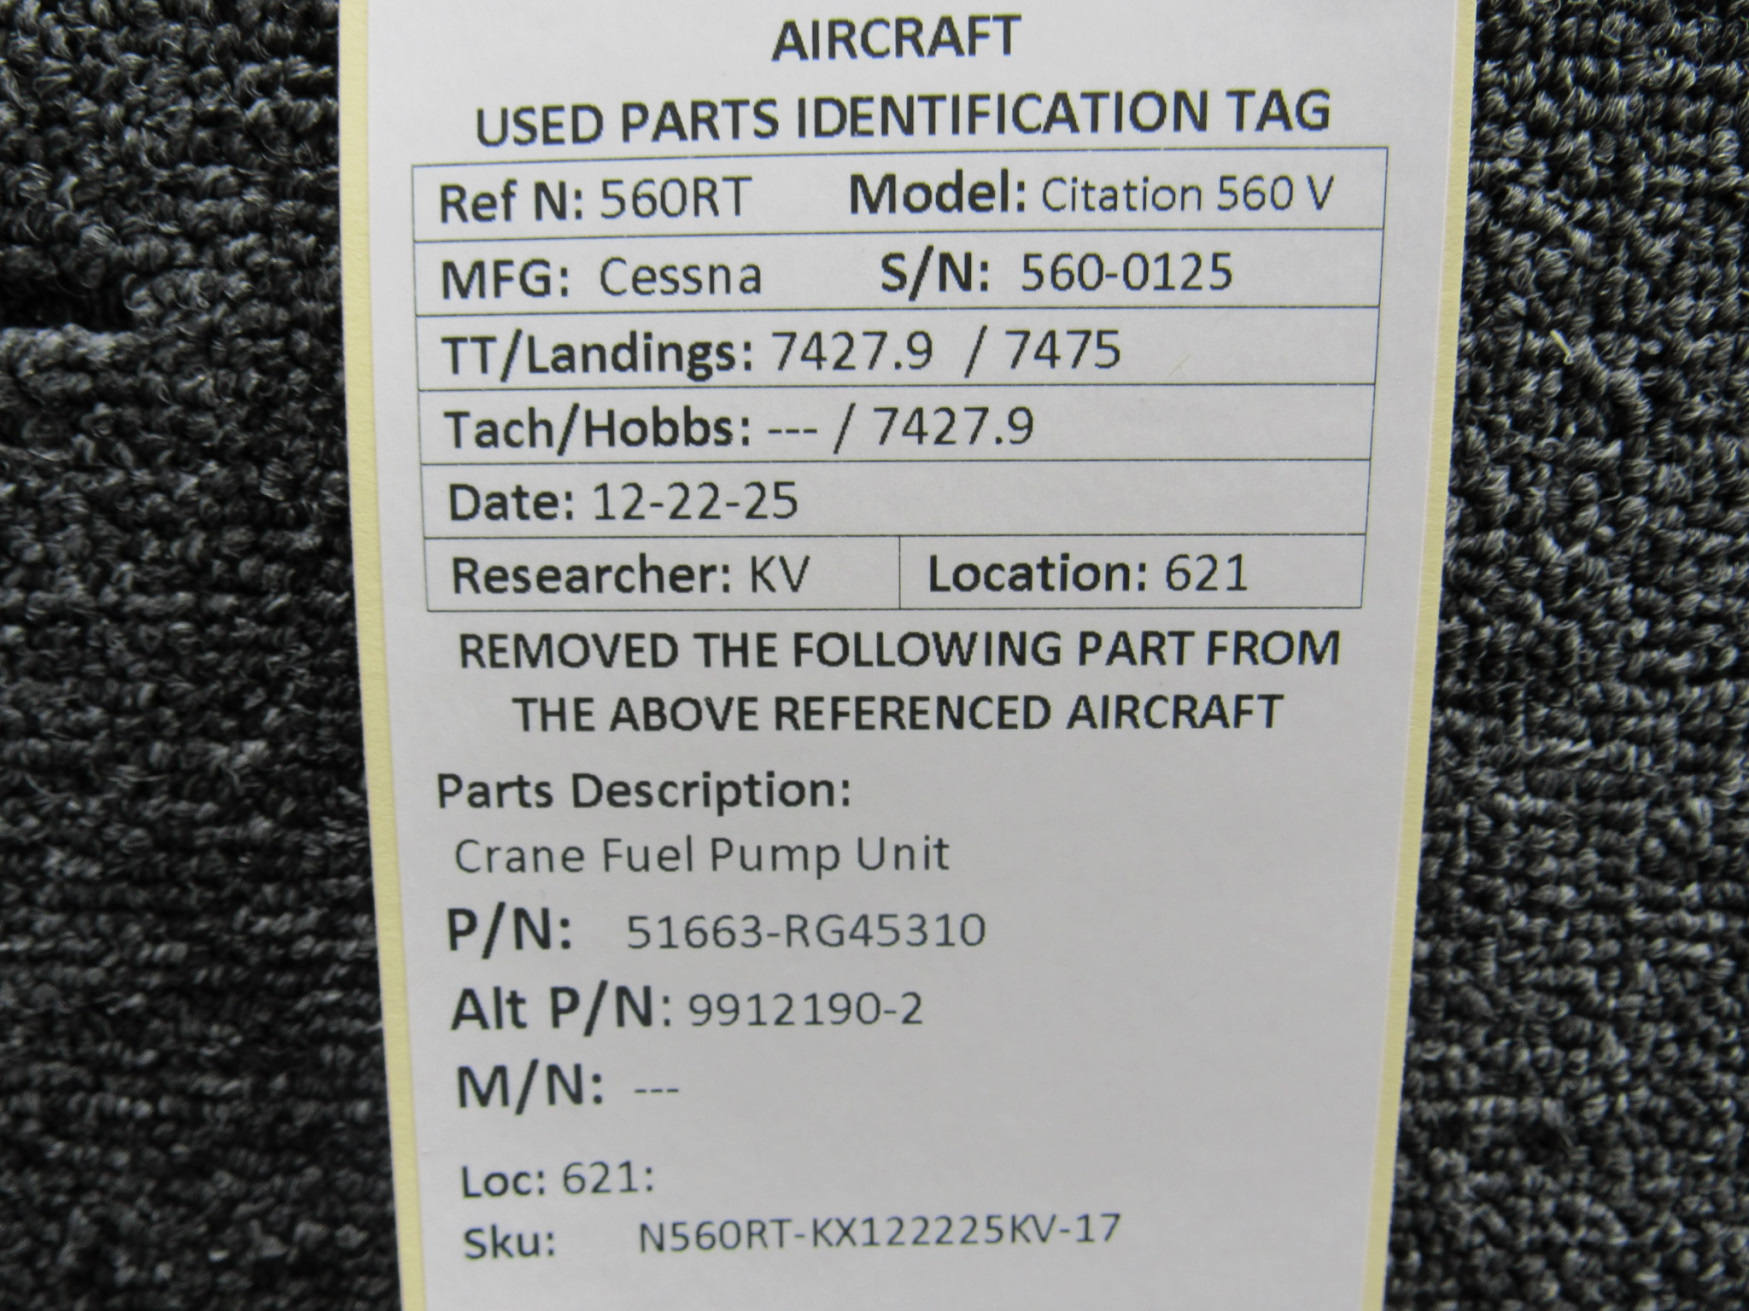 AIRCRAFT
USED PARTS IDENTIFICATION TAG
Ref N: 560RT Model: Citation 560 V
MFG: Cessna S/N: 560-0125
TT/Landings: 7427.9 / 7475
Tach/Hobbs: --- / 7427.9
Date: 12-22-25
Researcher: KV Location: 621
REMOVED THE FOLLOWING PART FROM
THE ABOVE REFERENCED AIRCRAFT
Parts Description:
Crane Fuel Pump Unit
P/N: 51663-RG45310
Alt P/N: 9912190-2
M/N: ---
Loc: 621:
Sku: N560RT-KX122225KV-17